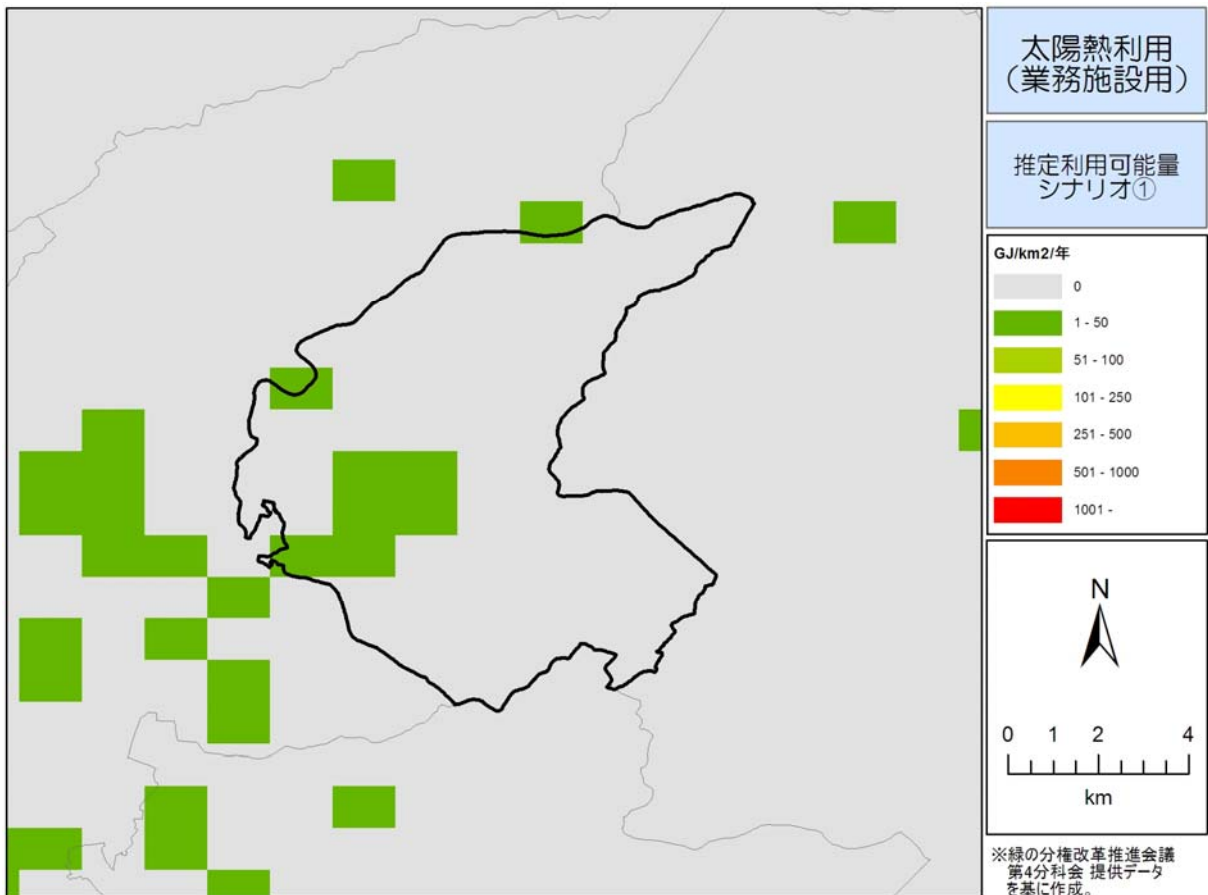 太陽熱利用
（業務施設用）
推定利用可能量
シナリオ①
GJ/km2/年
0
1 - 50
51 - 100
101 - 250
251 - 500
501 - 1000
1001 -
N
0 1 2 4
km
※緑の分権改革推進会議
第4分科会 提供データ
を基に作成。